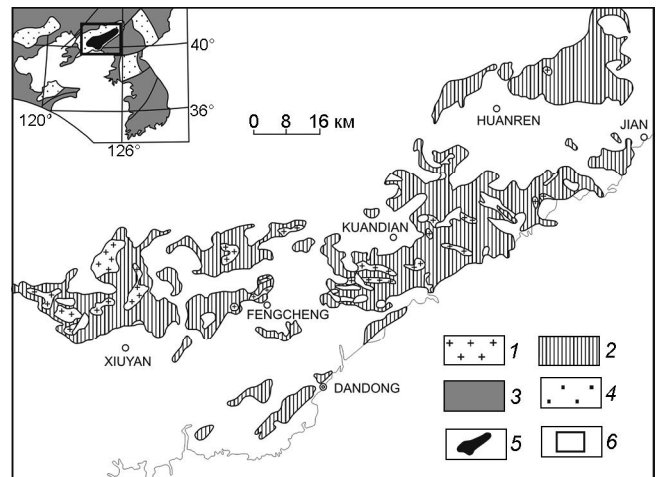 40°
36°
120°
126°
0 8 16 км
HUANREN
JIAN
KUANDIAN
FENGCHENG
XIUYAN
DANDONG
1 2
3 4
5 6